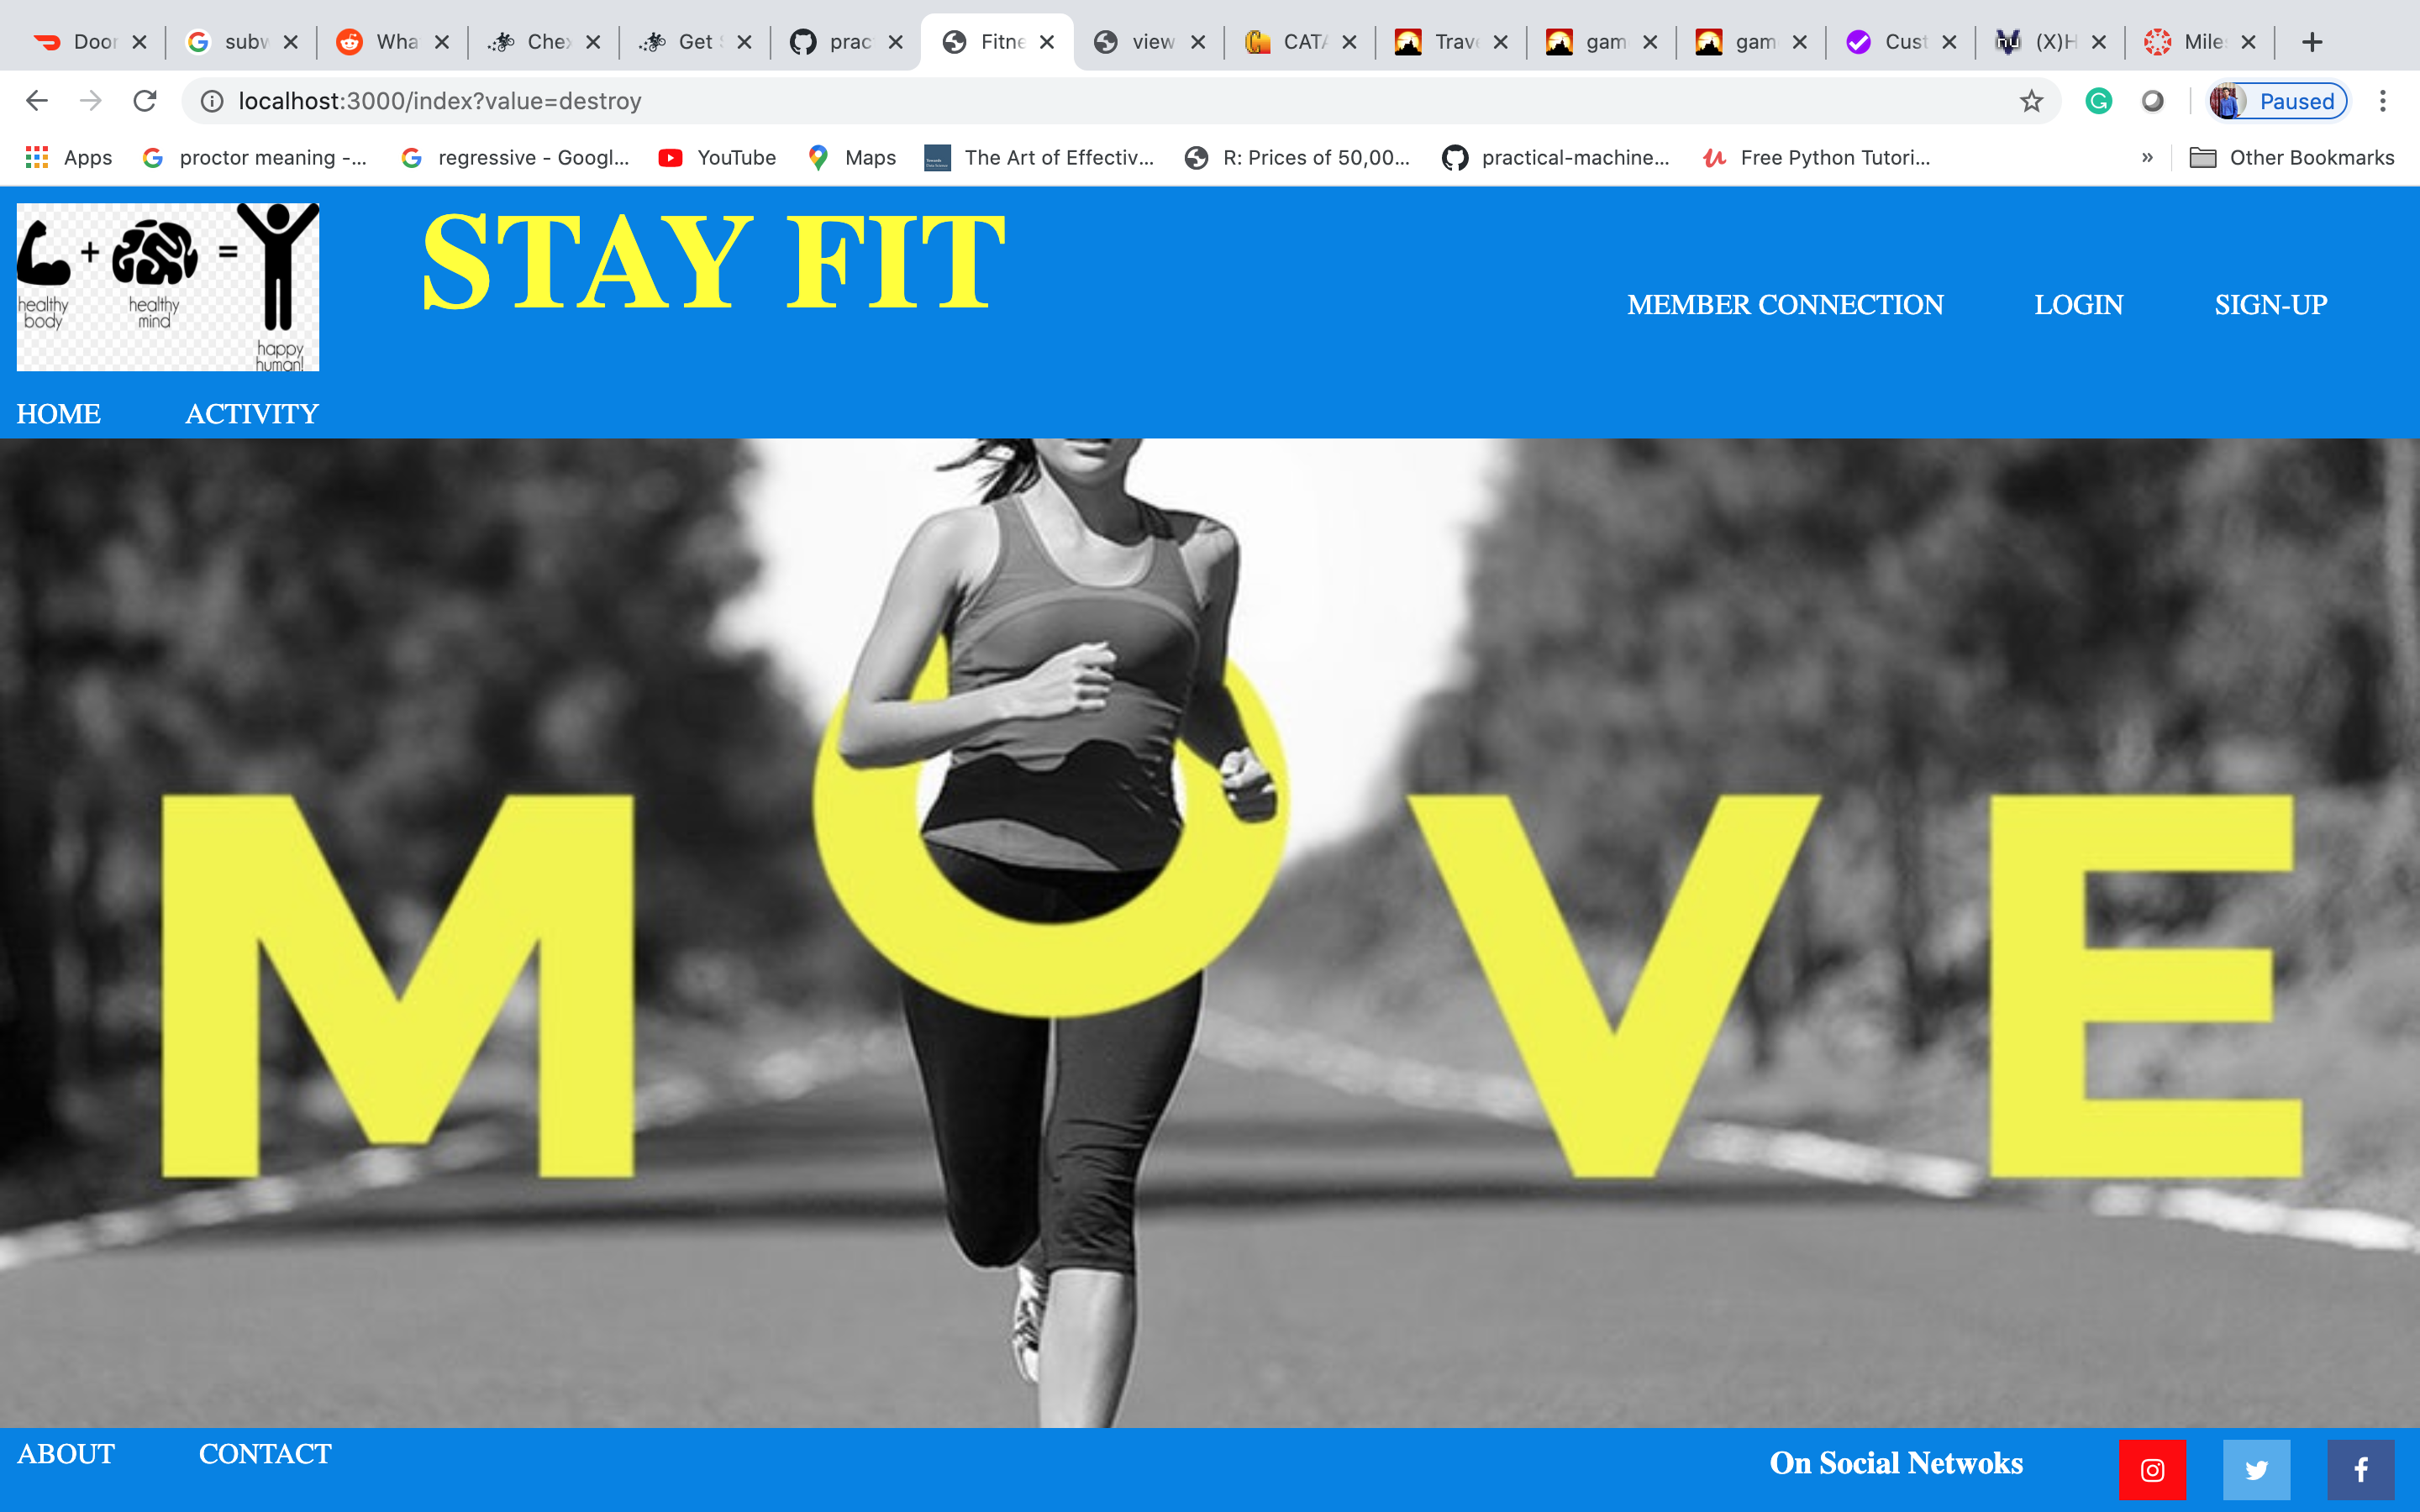 Door
subw
Wha
Che
Get
prac
Fitne
view
CAT
Trav
gam
gam
Cust
(X)H
Mile
localhost:3000/index?value=destroy
Paused
Apps
proctor meaning -...
regressive - Googl...
YouTube
Maps
The Art of Effectiv...
R: Prices of 50,00...
practical-machine...
Free Python Tutori...
»
Other Bookmarks
+ =
healthy body
healthy mind
happy human!
STAY FIT
MEMBER CONNECTION
LOGIN
SIGN-UP
HOME
ACTIVITY
MOVE
ABOUT
CONTACT
On Social Netwoks